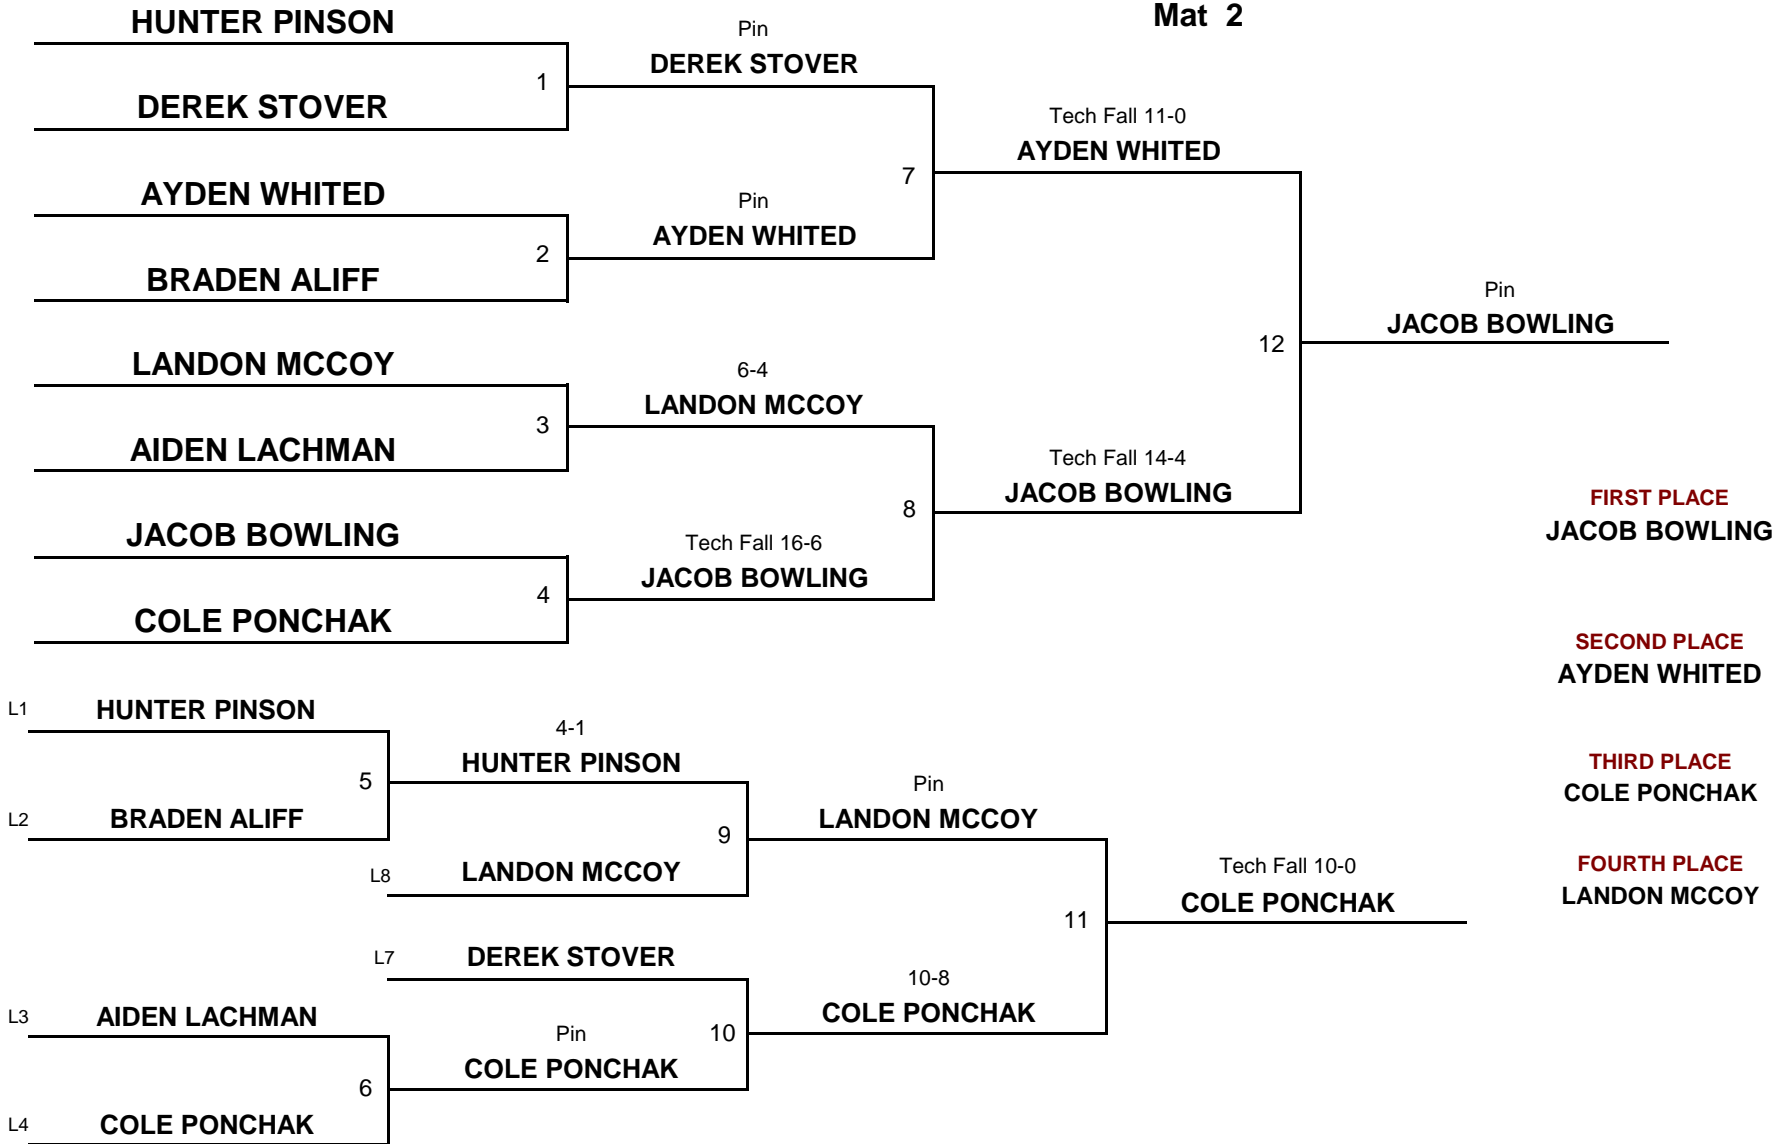 Mat 2
HUNTER PINSON
Pin
DEREK STOVER
1
DEREK STOVER
Tech Fall 11-0
AYDEN WHITED
7
AYDEN WHITED
Pin
AYDEN WHITED
2
BRADEN ALIFF
Pin
JACOB BOWLING
12
LANDON MCCOY
6-4
LANDON MCCOY
3
AIDEN LACHMAN
Tech Fall 14-4
JACOB BOWLING
8
JACOB BOWLING
Tech Fall 16-6
JACOB BOWLING
4
COLE PONCHAK
FIRST PLACE
JACOB BOWLING
SECOND PLACE
AYDEN WHITED
THIRD PLACE
COLE PONCHAK
FOURTH PLACE
LANDON MCCOY
L1 HUNTER PINSON
4-1
HUNTER PINSON
5
L2 BRADEN ALIFF
Pin
LANDON MCCOY
9
L8 LANDON MCCOY
Tech Fall 10-0
COLE PONCHAK
11
L7 DEREK STOVER
10-8
COLE PONCHAK
L3 AIDEN LACHMAN
Pin
10
COLE PONCHAK
6
L4 COLE PONCHAK